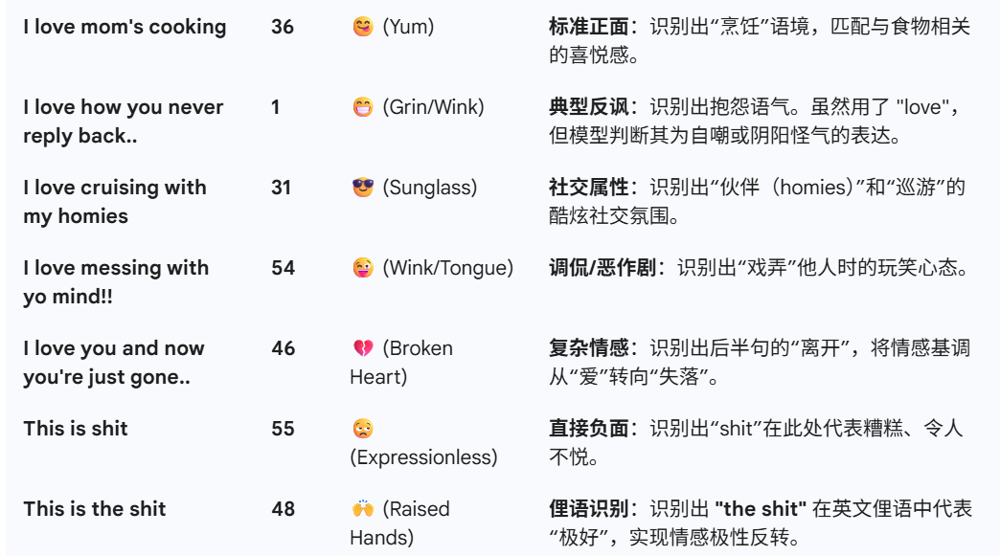 I love mom's cooking 36 😋 (Yum) 标准正面：识别出“烹饪”语境，匹配与食物相关
的喜悦感。
I love how you never 1 😁 (Grin/Wink) 典型反讽：识别出抱怨语气。虽然用了 "love"，
reply back.. 但模型判断其为自嘲或阴阳怪气的表达。
I love cruising with 31 😎 (Sunglass) 社交属性：识别出“伙伴（homies）”和“巡游”的
my homies 酷炫社交氛围。
I love messing with 54 😜 (Wink/Tongue) 调侃/恶作剧：识别出“戏弄”他人时的玩笑心态。
yo mind!!
I love you and now 46 💔 (Broken 复杂情感：识别出后半句的“离开”，将情感基调
you're just gone.. Heart) 从“爱”转向“失落”。
This is shit 55 😩 直接负面：识别出“shit”在此处代表糟糕、令人
(Expressionless) 不悦。
This is the shit 48 🙌 (Raised 俚语识别：识别出 "the shit" 在英文俚语中代表
Hands) “极好”，实现情感极性反转。